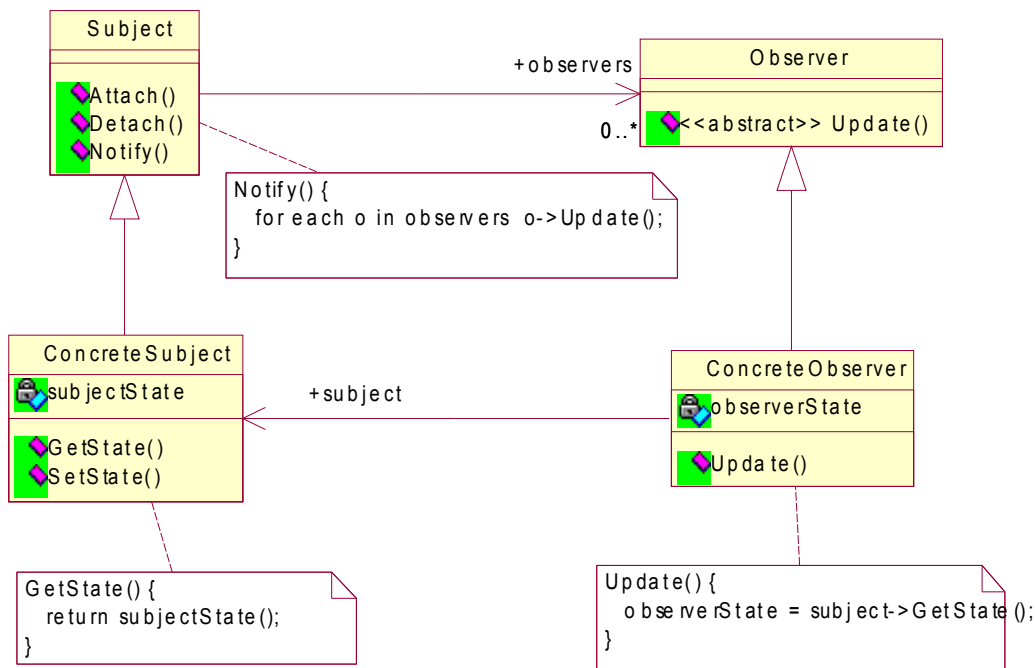 Subject
Attach()
Detach()
Notify()
+observers
0..*
Observer
<<abstract>> Update()
Notify() {
for each o in observers o->Update();
}
ConcreteSubject
subjectState
GetState()
SetState()
+subject
ConcreteObserver
observerState
Update()
GetState() {
return subjectState();
}
Update() {
observerState = subject->GetState();
}